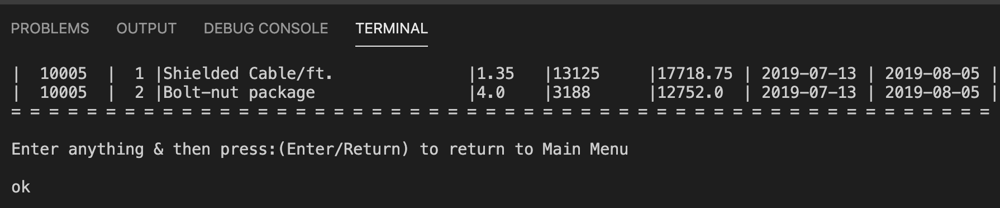 PROBLEMS OUTPUT DEBUG CONSOLE TERMINAL
| 10005 | 1 |Shielded Cable/ft. |1.35 |13125 |17718.75 | 2019-07-13 | 2019-08-05 |
| 10005 | 2 |Bolt-nut package |4.0 |3188 |12752.0 | 2019-07-13 | 2019-08-05 |
= = = = = = = = = = = = = = = = = = = = = = = = = = = = = = = = = = = = = = = = = = = = = = = = = = = =
Enter anything & then press:(Enter/Return) to return to Main Menu
ok